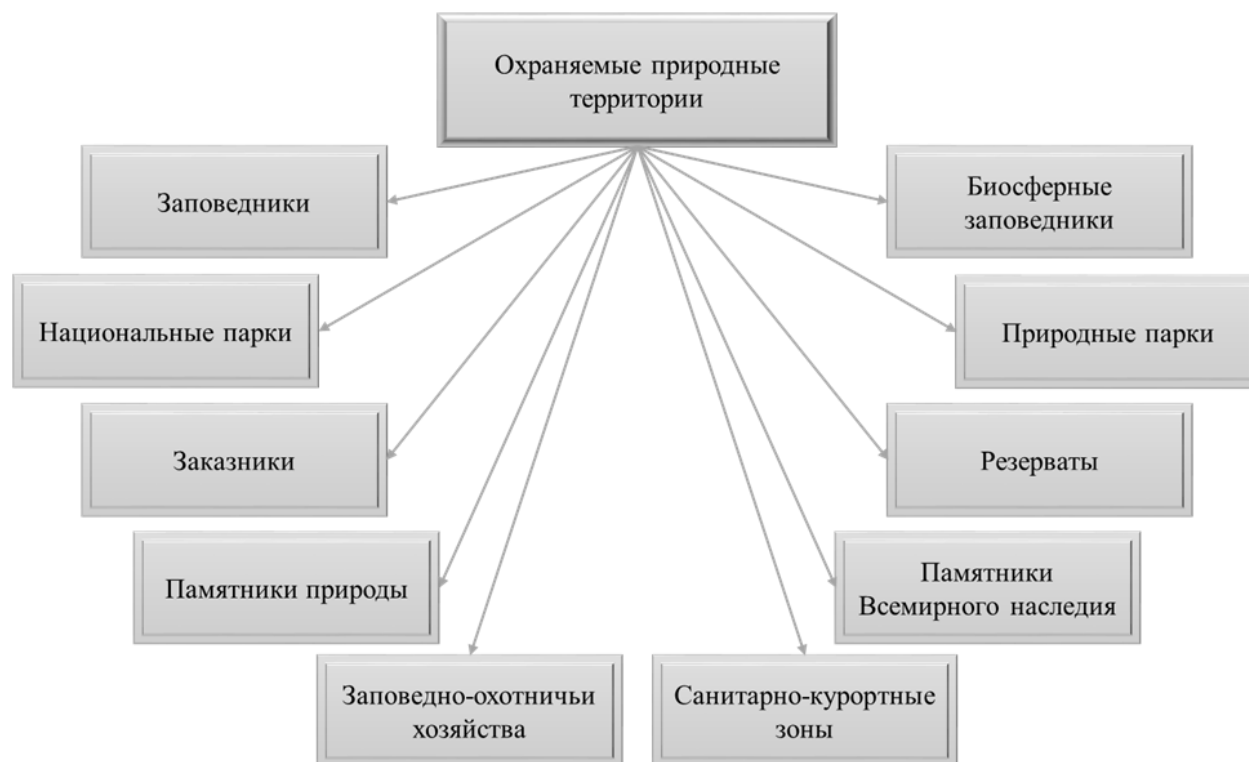 Охраняемые природные
территории
Заповедники
Биосферные
заповедники
Национальные парки
Природные парки
Заказники
Резерваты
Памятники природы
Памятники
Всемирного наследия
Заповедно-охотничьи
хозяйства
Санитарно-курортные
зоны